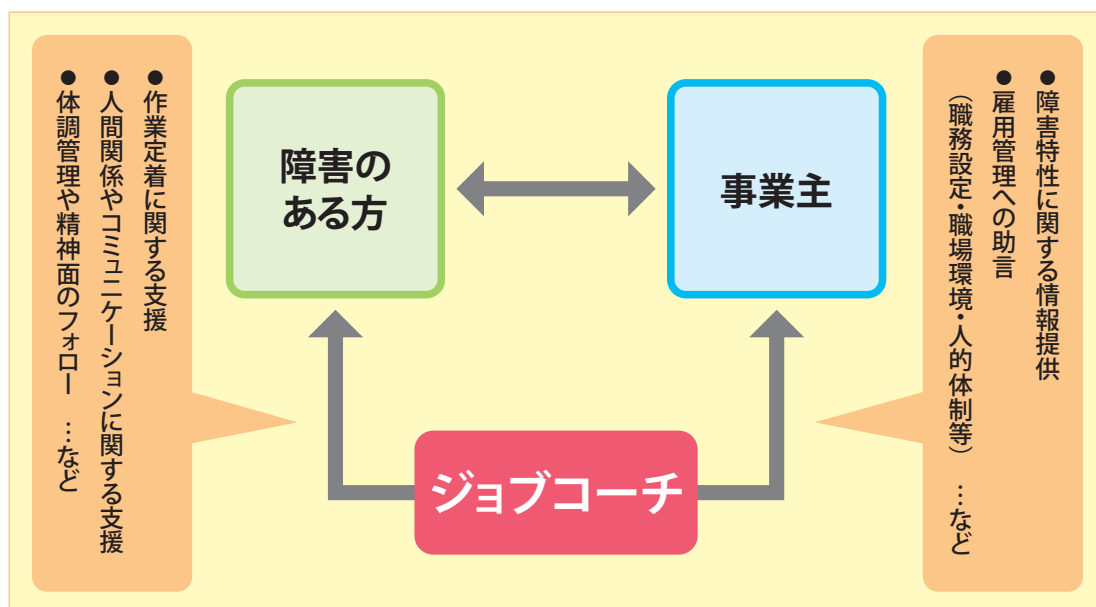 ●作業定着に関する支援
●人間関係やコミュニケーションに関する支援
●体調管理や精神面のフォロー …など
障害の
ある方
事業主
ジョブコーチ
●障害特性に関する情報提供
●雇用管理への助言
（職務設定・職場環境・人的体制等） …など